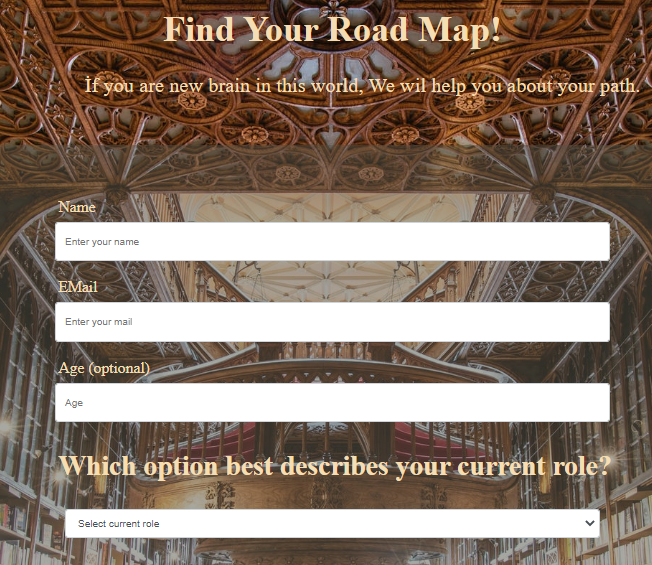 Find Your Road Map!
İf you are new brain in this world, We wil help you about your path.
Name
Enter your name
EMail
Enter your mail
Age (optional)
Age
Which option best describes your current role?
Select current role